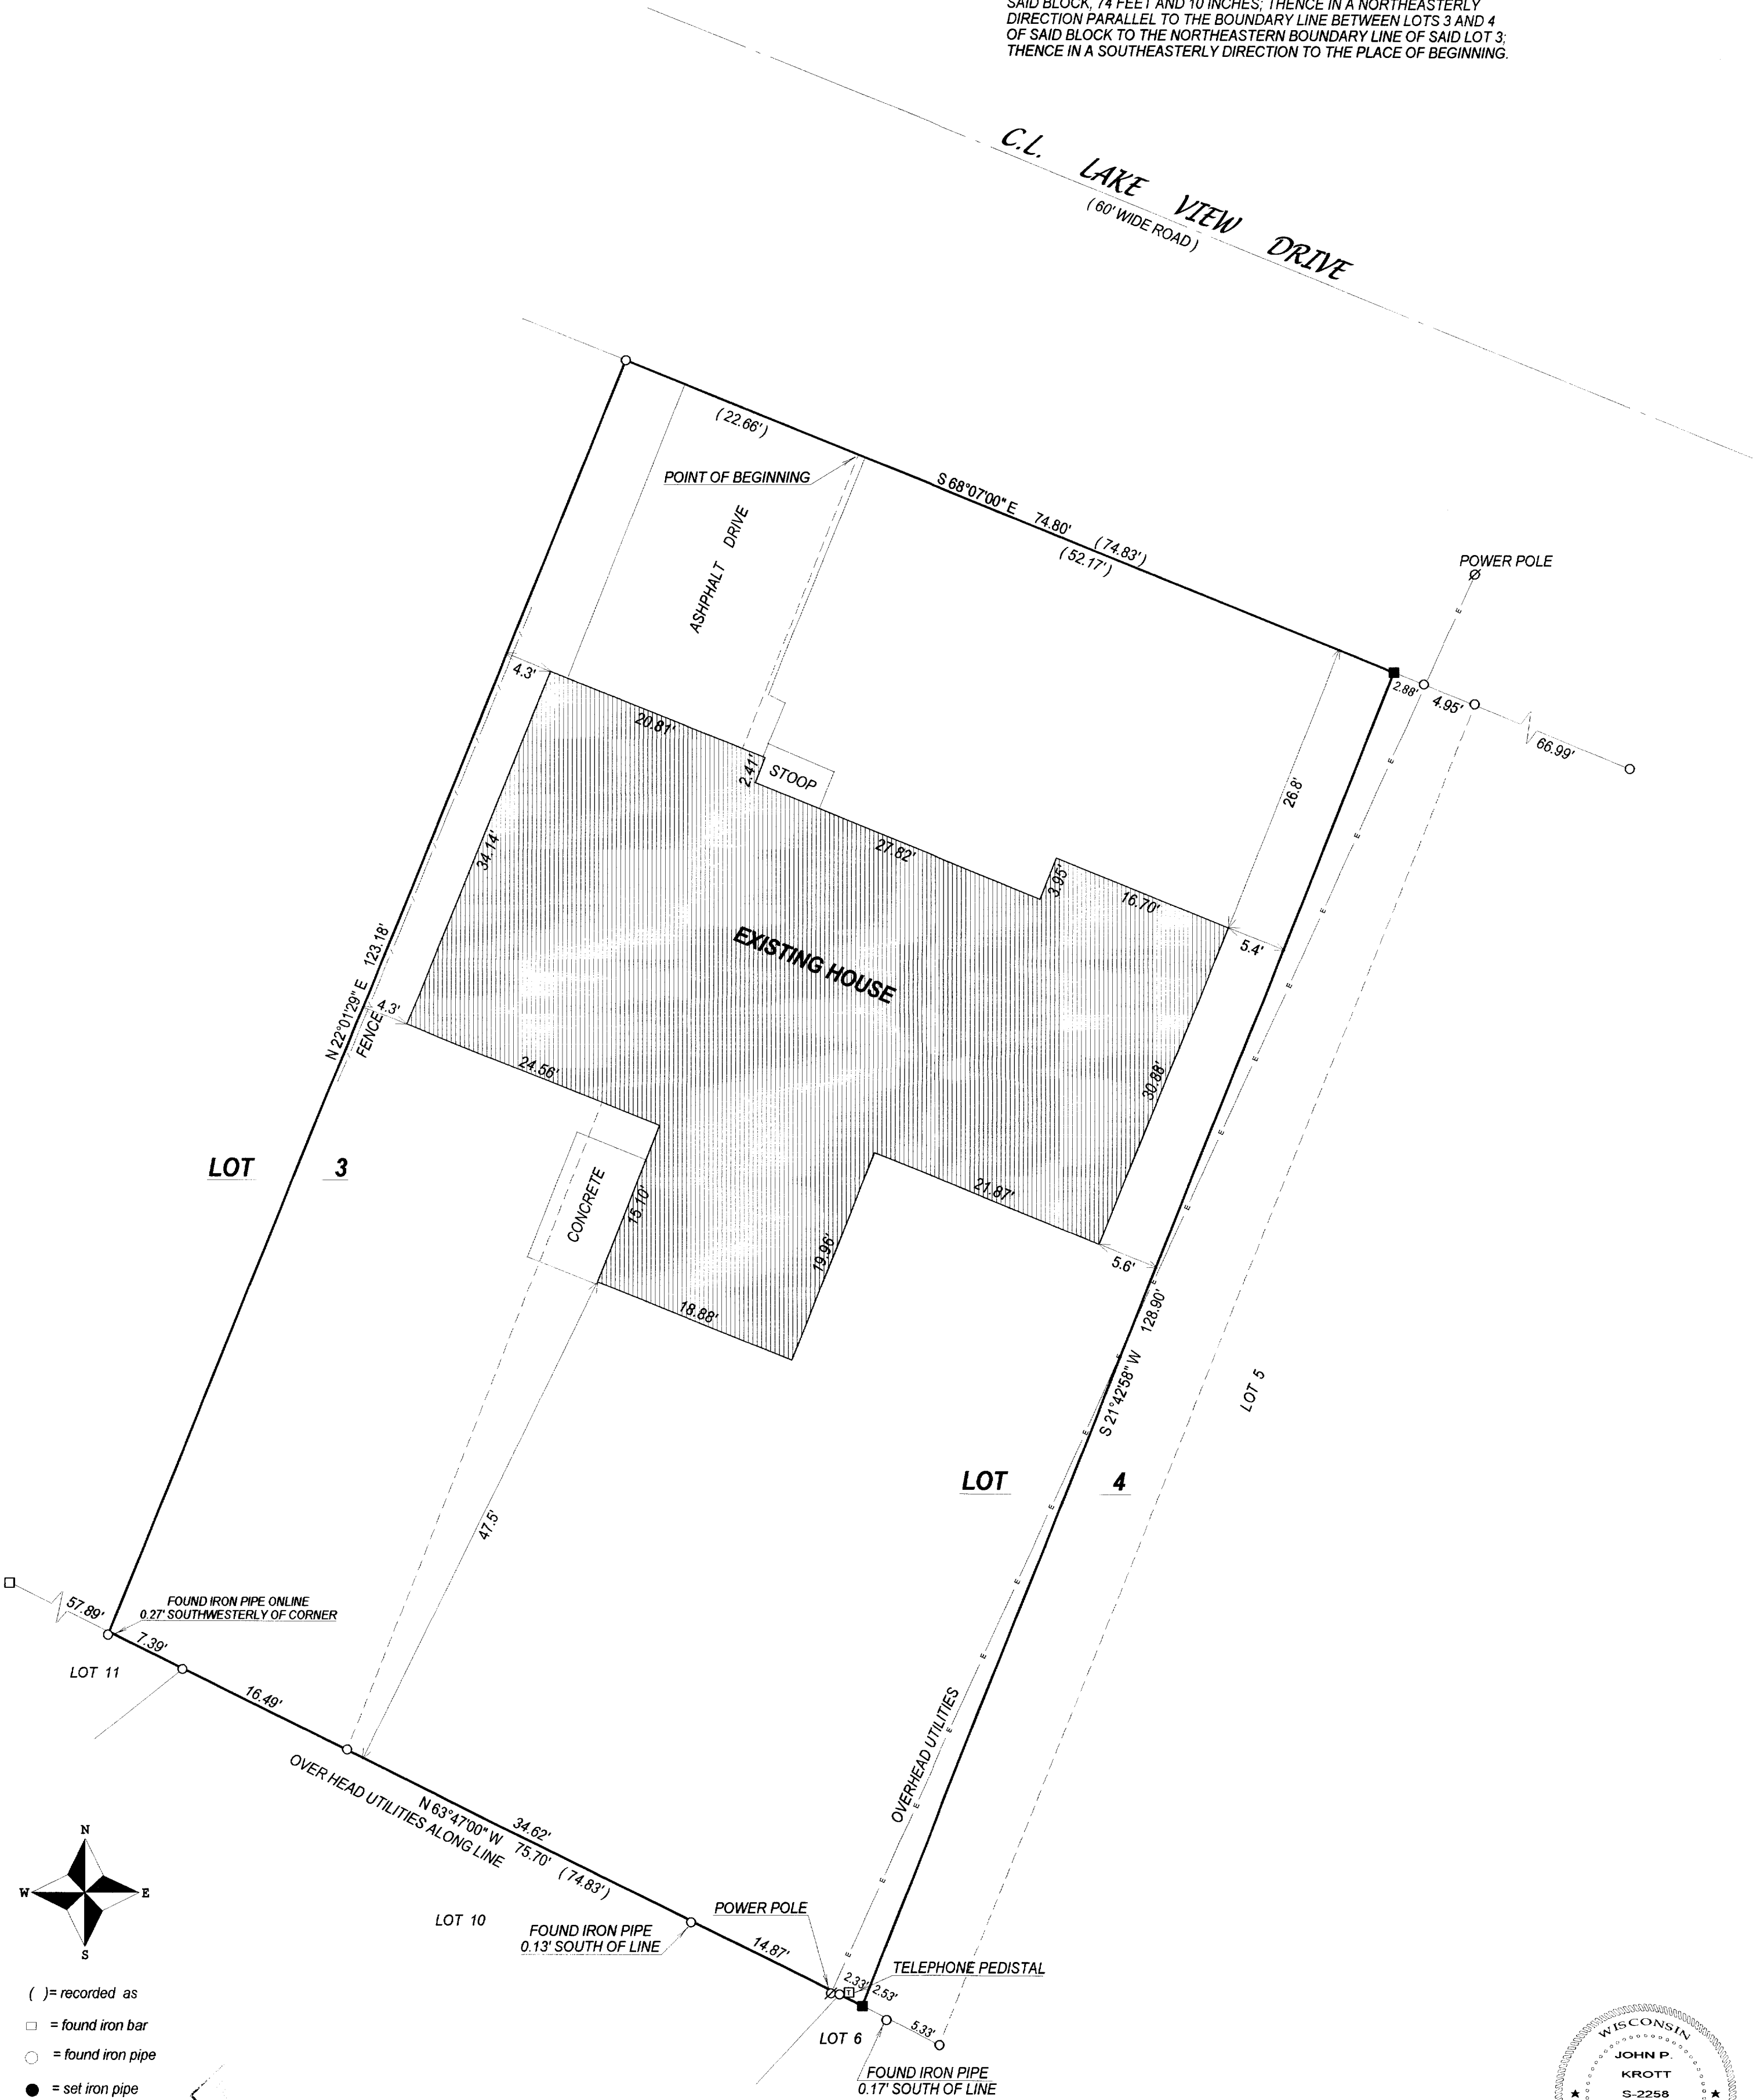 SAID BLOCK, 74 FEET AND 10 INCHES; THENCE IN A NORTHEASTERLY
DIRECTION PARALLEL TO THE BOUNDARY LINE BETWEEN LOTS 3 AND 4
OF SAID BLOCK TO THE NORTHEASTERN BOUNDARY LINE OF SAID LOT 3;
THENCE IN A SOUTHEASTERLY DIRECTION TO THE PLACE OF BEGINNING.
C.L. LAKE VIEW DRIVE
( 60' WIDE ROAD )
( 22.66' )
POINT OF BEGINNING
S 68°07'00" E 74.80' ( 74.83' )
( 52.17' )
ASHPHALT DRIVE
POWER POLE
E
2.88'
4.95'
66.99'
4.3'
20.81'
2.41'
STOOP
26.8'
34.14'
27.82'
3.95'
16.70'
5.4'
EXISTING HOUSE
N 22°01'29" E 123.18'
FENCE
4.3'
24.56'
30.88'
LOT 3
CONCRETE
15.10'
21.87'
19.96'
5.6'
18.88'
S 21°42'58" W 128.90'
LOT 5
LOT 4
47.5'
57.89'
FOUND IRON PIPE ONLINE
0.27' SOUTHWESTERLY OF CORNER
7.39'
LOT 11
16.49'
OVERHEAD UTILITIES
OVER HEAD UTILITIES ALONG LINE
34.62'
N 63°47'00" W 75.70' ( 74.83' )
N
W E
S
LOT 10
FOUND IRON PIPE
0.13' SOUTH OF LINE
POWER POLE
14.87'
TELEPHONE PEDISTAL
T
2.33'
2.53'
5.33'
LOT 6
FOUND IRON PIPE
0.17' SOUTH OF LINE
( )= recorded as
= found iron bar
= found iron pipe
= set iron pipe
WISCONSIN
JOHN P.
KROTT
S-2258